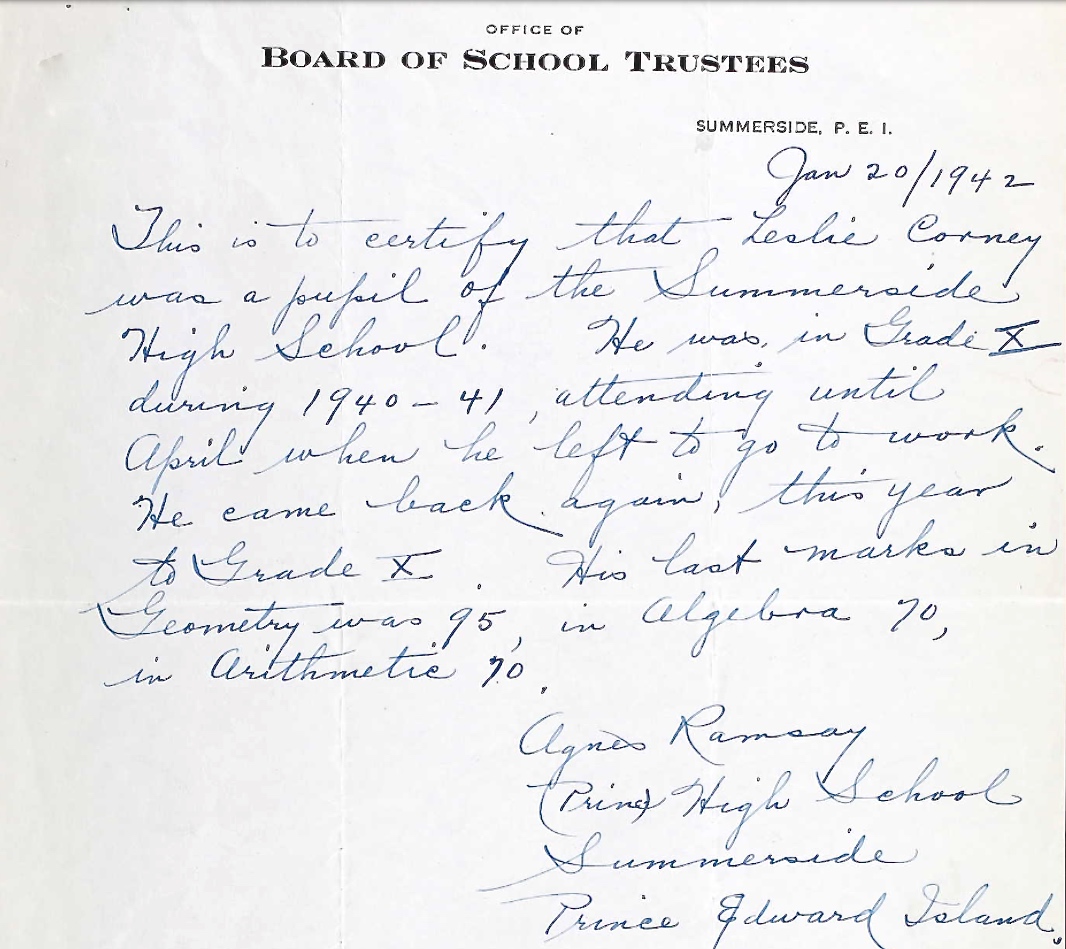 OFFICE OF
BOARD OF SCHOOL TRUSTEES
SUMMERSIDE, P. E. I.
Jan 20/1942
This is to certify that Leslie Corney
was a pupil of the Summerside
High School. He was in Grade X
during 1940-41, attending until
April when he left to go to work.
He came back again, this year
to Grade X. His last marks in
Geometry was 95, in Algebra 70,
in Arithmetic 70.
Agnes Ramsay
(Prin) High School
Summerside
Prince Edward Island.